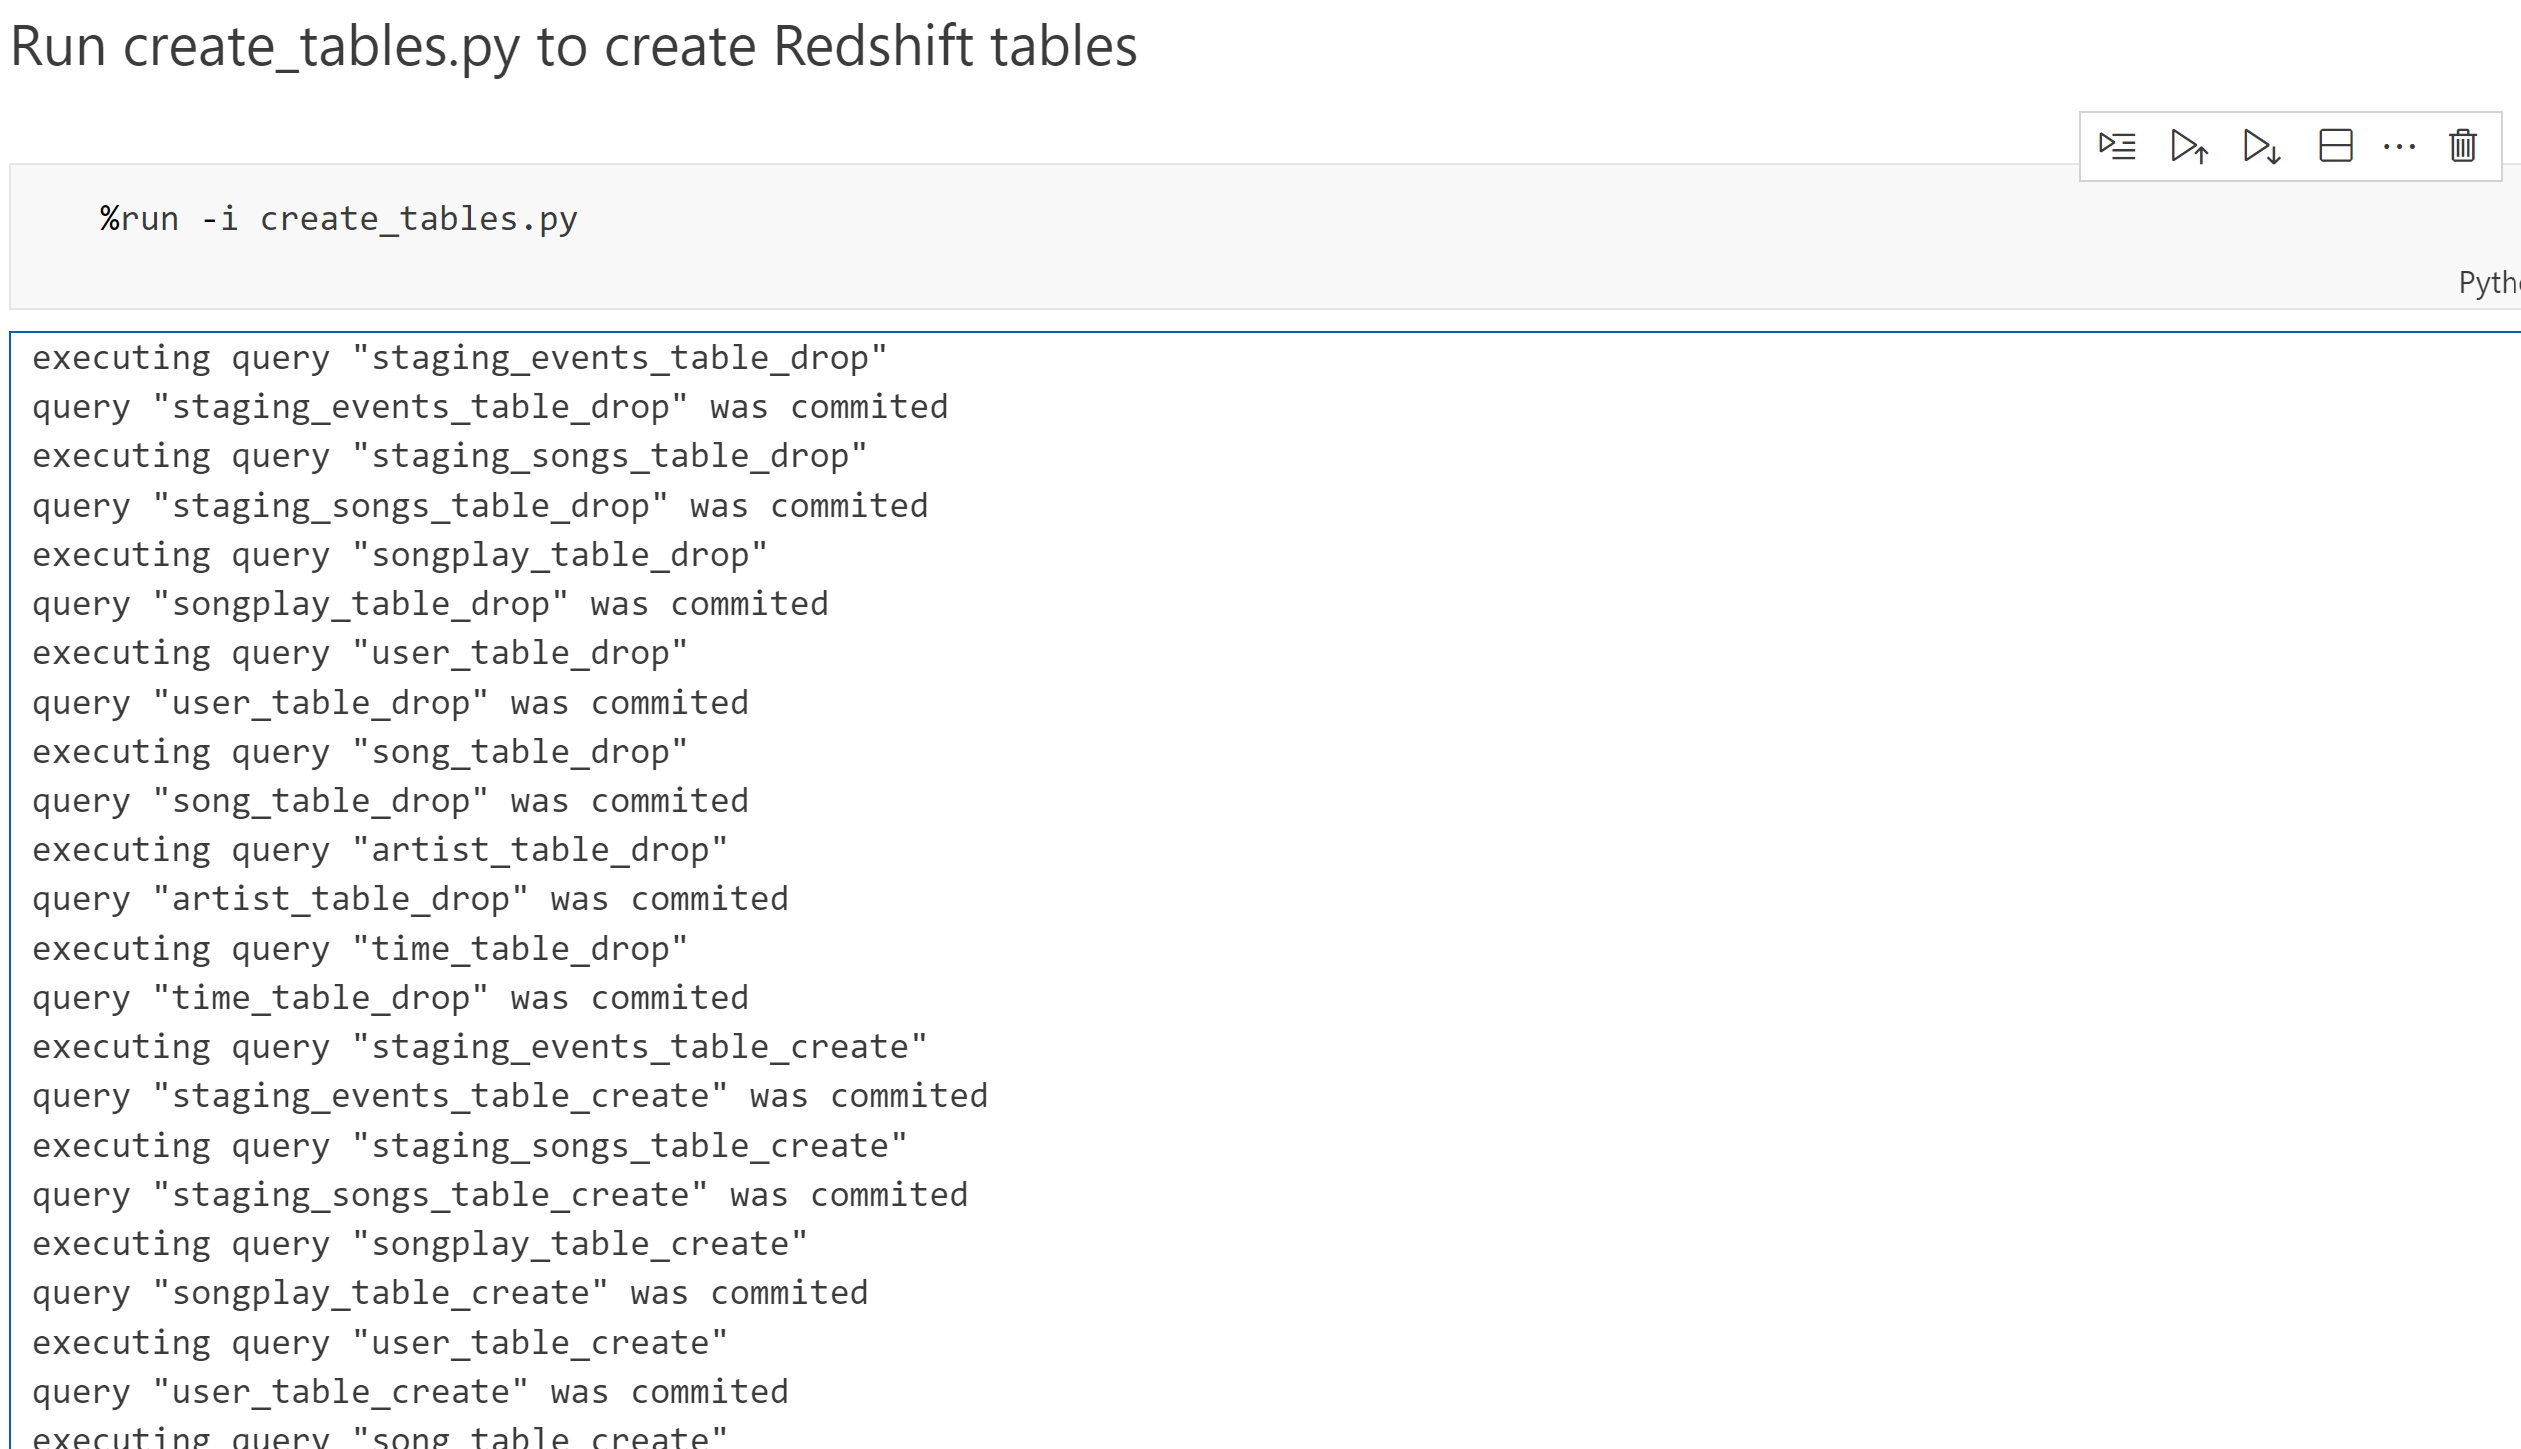 Run create_tables.py to create Redshift tables
%run -i create_tables.py
Pyth
executing query "staging_events_table_drop"
query "staging_events_table_drop" was commited
executing query "staging_songs_table_drop"
query "staging_songs_table_drop" was commited
executing query "songplay_table_drop"
query "songplay_table_drop" was commited
executing query "user_table_drop"
query "user_table_drop" was commited
executing query "song_table_drop"
query "song_table_drop" was commited
executing query "artist_table_drop"
query "artist_table_drop" was commited
executing query "time_table_drop"
query "time_table_drop" was commited
executing query "staging_events_table_create"
query "staging_events_table_create" was commited
executing query "staging_songs_table_create"
query "staging_songs_table_create" was commited
executing query "songplay_table_create"
query "songplay_table_create" was commited
executing query "user_table_create"
query "user_table_create" was commited
executing query "song_table_create"